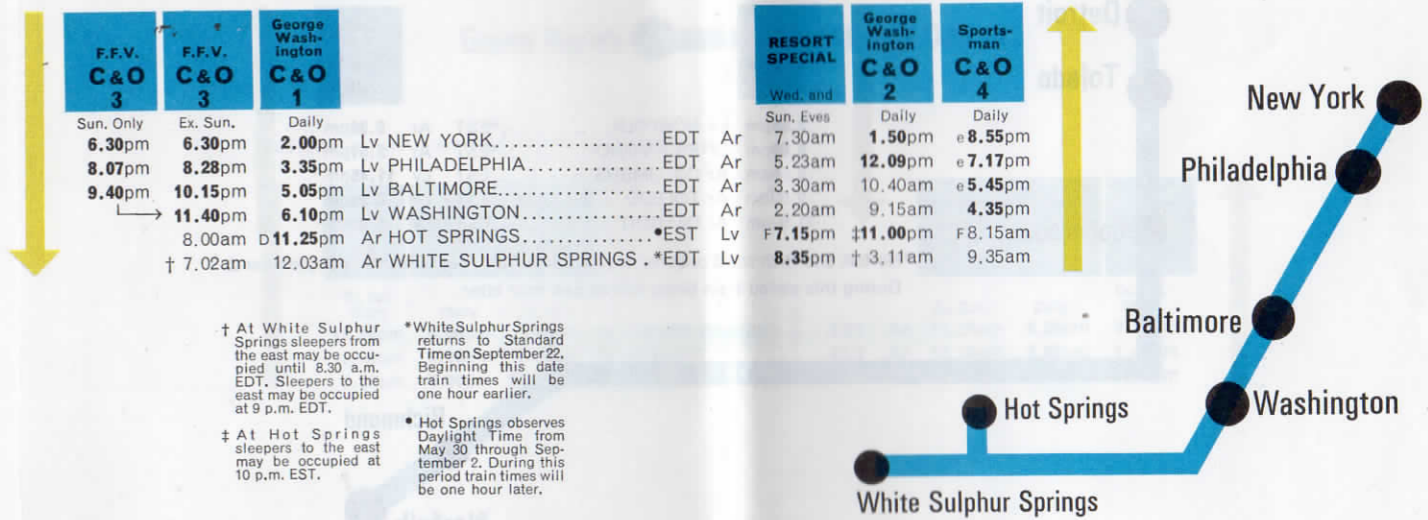 F.F.V. C & O 3
F.F.V. C & O 3
George Wash- ington C & O 1
RESORT SPECIAL Wed. and
George Wash- ington C & O 2
Sports- man C & O 4
Sun. Only Ex. Sun. Daily Sun. Eves Daily Daily
6.30pm 6.30pm 2.00pm Lv NEW YORK..................EDT Ar 7.30am 1.50pm e 8.55pm
8.07pm 8.28pm 3.35pm Lv PHILADELPHIA...............EDT Ar 5.23am 12.09pm e 7.17pm
9.40pm 10.15pm 5.05pm Lv BALTIMORE..................EDT Ar 3.30am 10.40am e 5.45pm
→ 11.40pm 6.10pm Lv WASHINGTON................EDT Ar 2.20am 9.15am 4.35pm
8.00am D 11.25pm Ar HOT SPRINGS...............●EST Lv F 7.15pm ‡11.00pm F 8.15am
† 7.02am 12.03am Ar WHITE SULPHUR SPRINGS . *EDT Lv 8.35pm † 3.11am 9.35am
† At White Sulphur
Springs sleepers from
the east may be occu-
pied until 8.30 a.m.
EDT. Sleepers to the
east may be occupied
at 9 p.m. EDT.
‡ At Hot Springs
sleepers to the east
may be occupied at
10 p.m. EST.
*White Sulphur Springs
returns to Standard
Time on September 22.
Beginning this date
train times will be
one hour earlier.
● Hot Springs observes
Daylight Time from
May 30 through Sep-
tember 2. During this
period train times will
be one hour later.
New York
Philadelphia
Baltimore
Washington
Hot Springs
White Sulphur Springs